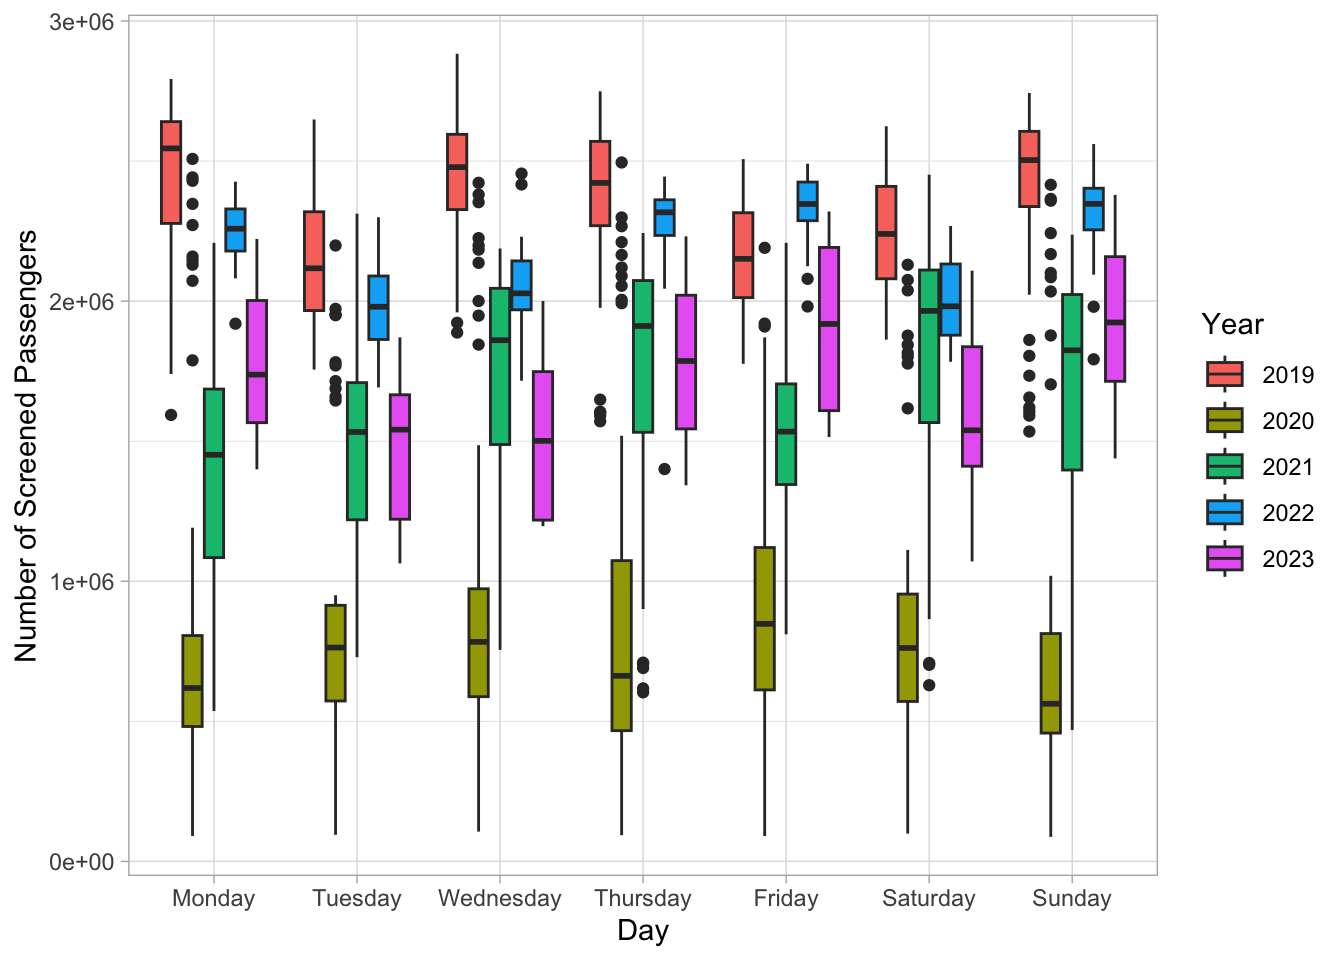 3e+06
2e+06
1e+06
0e+00
Number of Screened Passengers
Monday Tuesday Wednesday Thursday Friday Saturday Sunday
Day
Year
2019
2020
2021
2022
2023